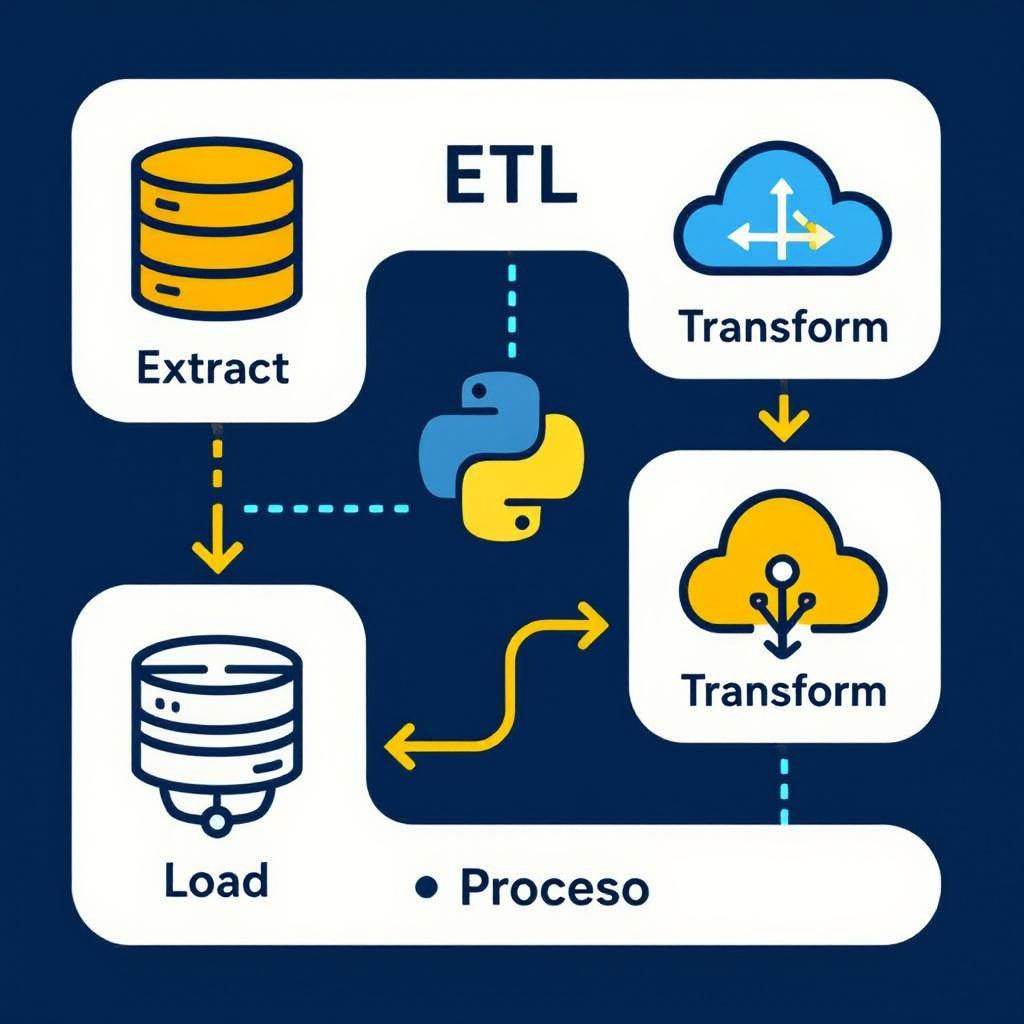 ETL
Extract
Transform
Transform
Load
• Proceso